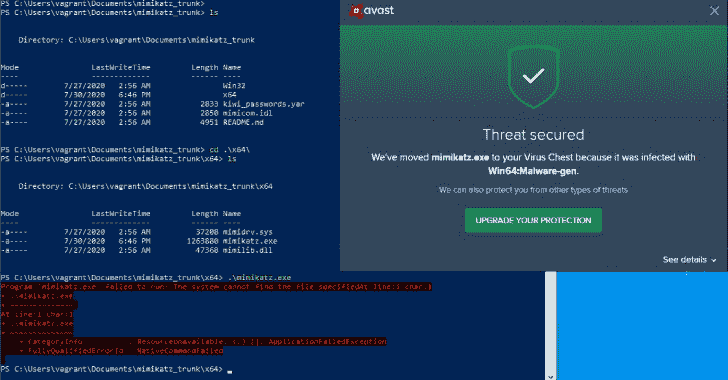 PS C:\Users\vagrant\Documents\mimikatz_trunk>
PS C:\Users\vagrant\Documents\mimikatz_trunk> ls
Directory: C:\Users\vagrant\Documents\mimikatz_trunk
Mode LastWriteTime Length Name
---- ------------- ------ ----
d----- 7/27/2020 2:56 AM Win32
d----- 7/30/2020 6:46 PM x64
-a---- 7/27/2020 2:56 AM 2833 kiwi_passwords.yar
-a---- 7/27/2020 2:56 AM 2850 mimicom.idl
-a---- 7/27/2020 2:56 AM 4951 README.md
PS C:\Users\vagrant\Documents\mimikatz_trunk> cd .\x64\
PS C:\Users\vagrant\Documents\mimikatz_trunk\x64> ls
Directory: C:\Users\vagrant\Documents\mimikatz_trunk\x64
Mode LastWriteTime Length Name
---- ------------- ------ ----
-a---- 7/27/2020 2:56 AM 37208 mimidrv.sys
-a---- 7/30/2020 6:46 PM 1263880 mimikatz.exe
-a---- 7/27/2020 2:56 AM 47368 mimilib.dll
PS C:\Users\vagrant\Documents\mimikatz_trunk\x64> .\mimikatz.exe
Program 'mimikatz.exe' failed to run: The system cannot find the file specifiedAt line:1 char:1
+ .\mimikatz.exe
+ ~~~~~~~~~~~~~~
At line:1 char:1
+ .\mimikatz.exe
+ ~~~~~~~~~~~~~~
+ CategoryInfo : ResourceUnavailable: (:) [], ApplicationFailedException
+ FullyQualifiedErrorId : NativeCommandFailed
PS C:\Users\vagrant\Documents\mimikatz_trunk\x64> _
avast
Threat secured
We've moved mimikatz.exe to your Virus Chest because it was infected with
Win64:Malware-gen.
We can also protect you from other types of threats
UPGRADE YOUR PROTECTION
See details